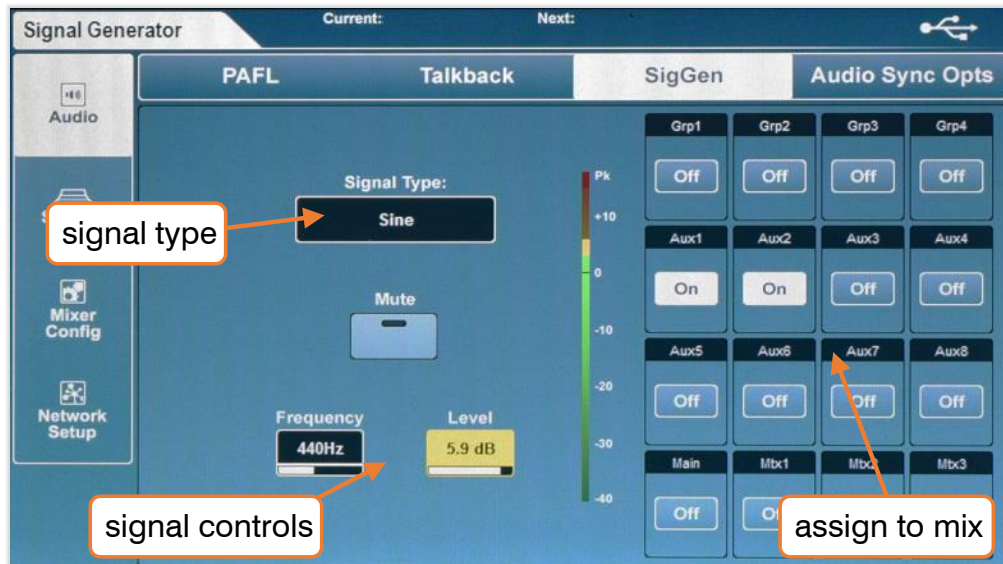 Signal Generator
Current:
Next:
Audio
PAFL
Talkback
SigGen
Audio Sync Opts
Signal Type:
Sine
signal type
Mute
Mixer
Config
Network
Setup
Frequency
Level
440Hz
5.9 dB
signal controls
Pk
+10
0
-10
-20
-30
-40
Grp1
Grp2
Grp3
Grp4
Off
Off
Off
Off
Aux1
Aux2
Aux3
Aux4
On
On
Off
Off
Aux5
Aux6
Aux7
Aux8
Off
Off
Off
Off
Main
Mtx1
Mtx2
Mtx3
Off
assign to mix